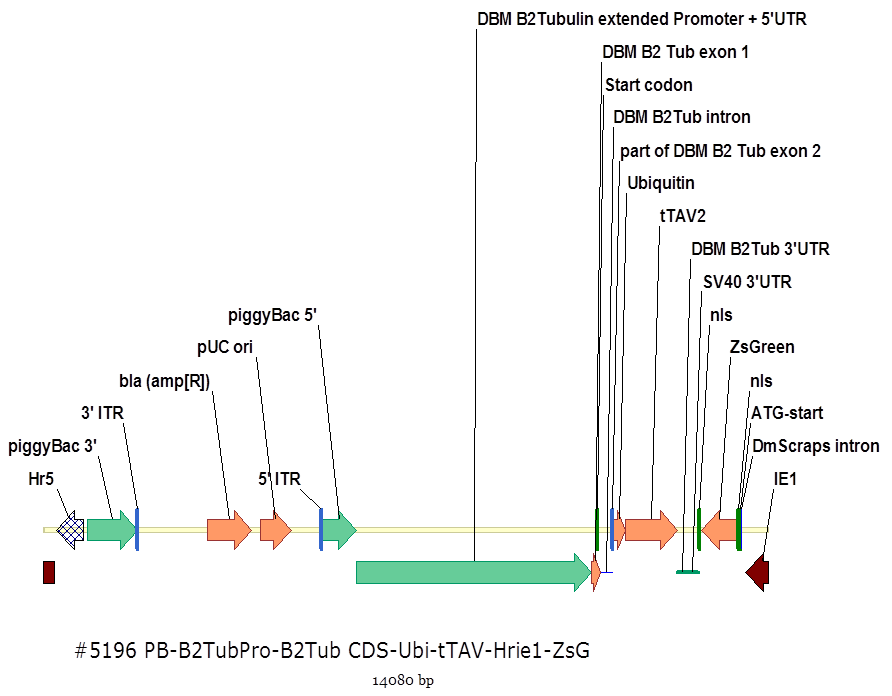 DBM B2Tubulin extended Promoter + 5'UTR
DBM B2 Tub exon 1
Start codon
DBM B2Tub intron
part of DBM B2 Tub exon 2
Ubiquitin
tTAV2
DBM B2Tub 3'UTR
SV40 3'UTR
piggyBac 5'
nls
pUC ori
ZsGreen
bla (amp[R])
nls
3' ITR
ATG-start
piggyBac 3'
DmScraps intron
Hr5
5' ITR
IE1
#5196 PB-B2TubPro-B2Tub CDS-Ubi-tTAV-Hrie1-ZsG
14080 bp